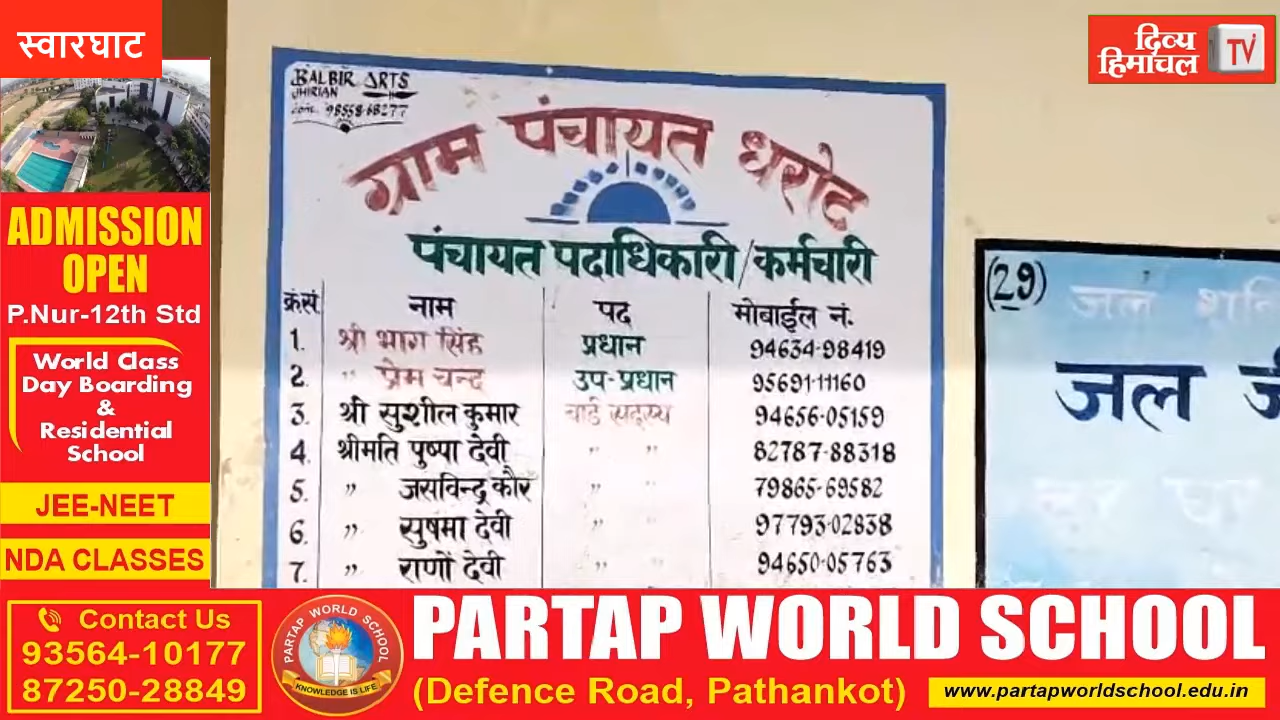 स्वारघाट
दिव्य
हिमाचल
TV
BALBIR ARTS
JHIRIAN
98558-68277
ग्राम पंचायत धरोट
पंचायत पदाधिकारी/कर्मचारी
क्रंसं नाम पद मोबाईल नं.
1. श्री भाग सिंह प्रधान 94634-98419
2. " प्रेम चन्द उप-प्रधान 95691-11160
3. श्री सुशील कुमार वार्ड सदस्य 94656-05159
4. श्रीमति पुष्पा देवी " " 82787-88318
5. " जसविन्द्र कौर " " 79865-69582
6. " सुषमा देवी " " 97793-02838
7. " राणों देवी " " 94650-05763
(29)
जल
जल
ADMISSION
OPEN
P.Nur-12th Std
World Class
Day Boarding
&
Residential
School
JEE-NEET
NDA CLASSES
Contact Us
93564-10177
87250-28849
PARTAP WORLD SCHOOL
KNOWLEDGE IS LIFE
PARTAP WORLD SCHOOL
(Defence Road, Pathankot)
www.partapworldschool.edu.in